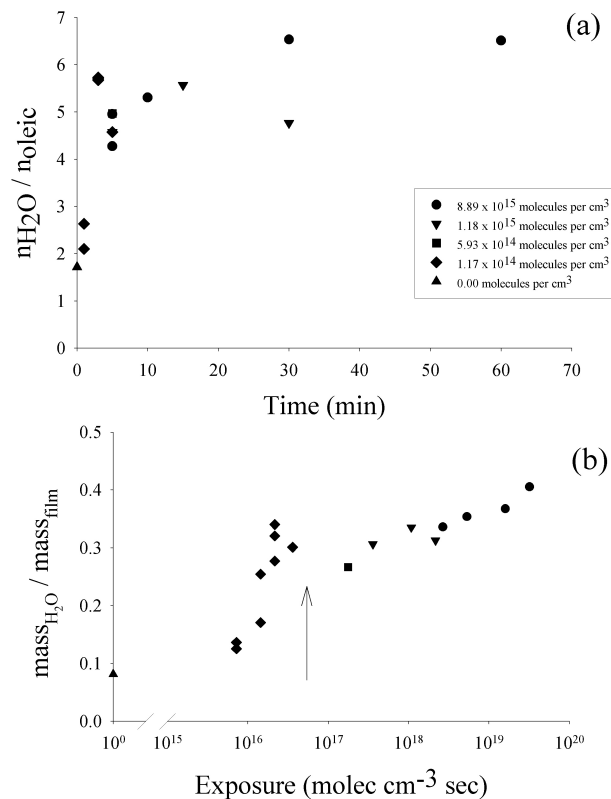 (a)
7
6
5
4
3
2
1
0
nH2O / noleic
8.89 x 10^15 molecules per cm^3
1.18 x 10^15 molecules per cm^3
5.93 x 10^14 molecules per cm^3
1.17 x 10^14 molecules per cm^3
0.00 molecules per cm^3
0 10 20 30 40 50 60 70
Time (min)
(b)
0.5
0.4
0.3
0.2
0.1
0.0
massH2O / massfilm
10^0 10^15 10^16 10^17 10^18 10^19 10^20
Exposure (molec cm^-3 sec)